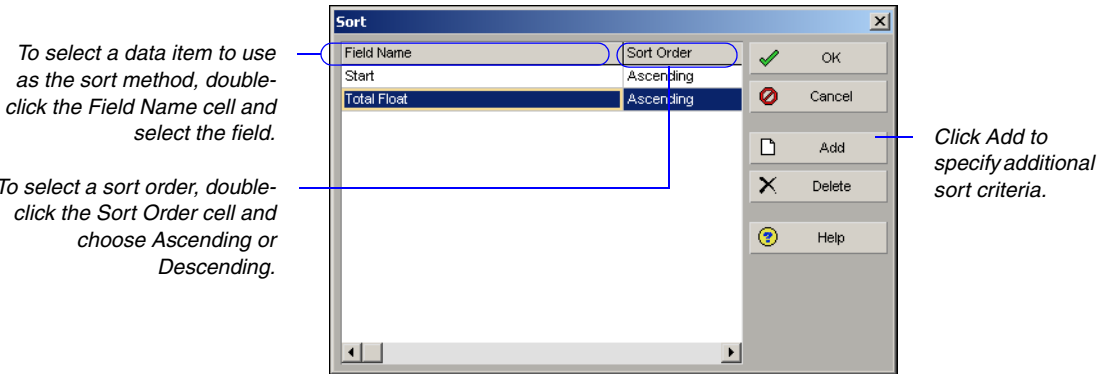 Sort
To select a data item to use
as the sort method, double-
click the Field Name cell and
select the field.
Field Name Sort Order
Start Ascending
Total Float Ascending
OK
Cancel
Add
Delete
Help
Click Add to
specify additional
sort criteria.
To select a sort order, double-
click the Sort Order cell and
choose Ascending or
Descending.